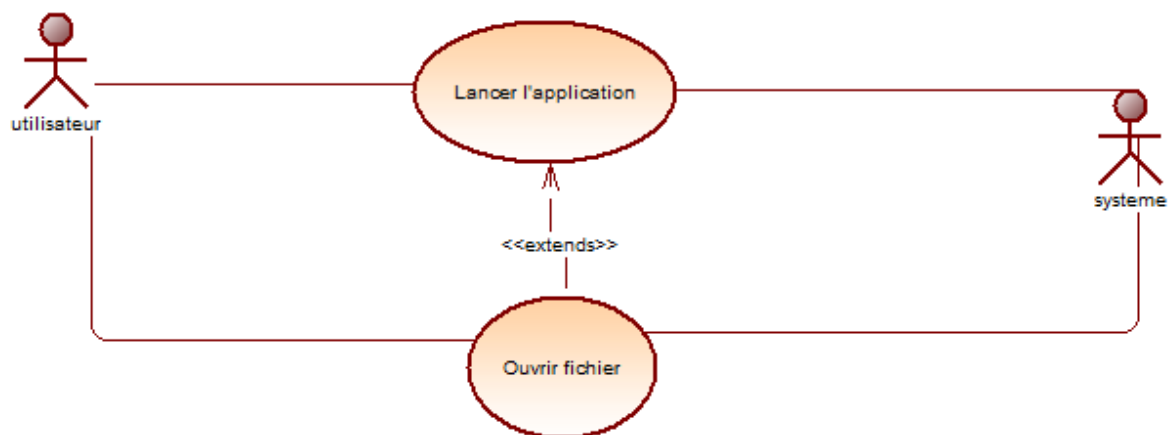 Lancer l'application
utilisateur
systeme
<<extends>>
Ouvrir fichier